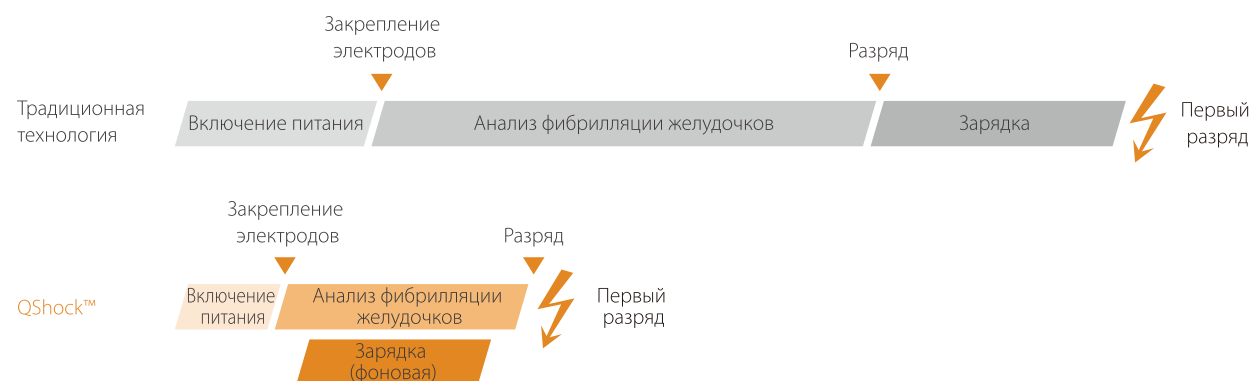 Закрепление
электродов
Разряд
Традиционная
технология
Включение питания
Анализ фибрилляции желудочков
Зарядка
Первый
разряд
Закрепление
электродов
Разряд
QShock™
Включение
питания
Анализ фибрилляции
желудочков
Первый
разряд
Зарядка
(фоновая)